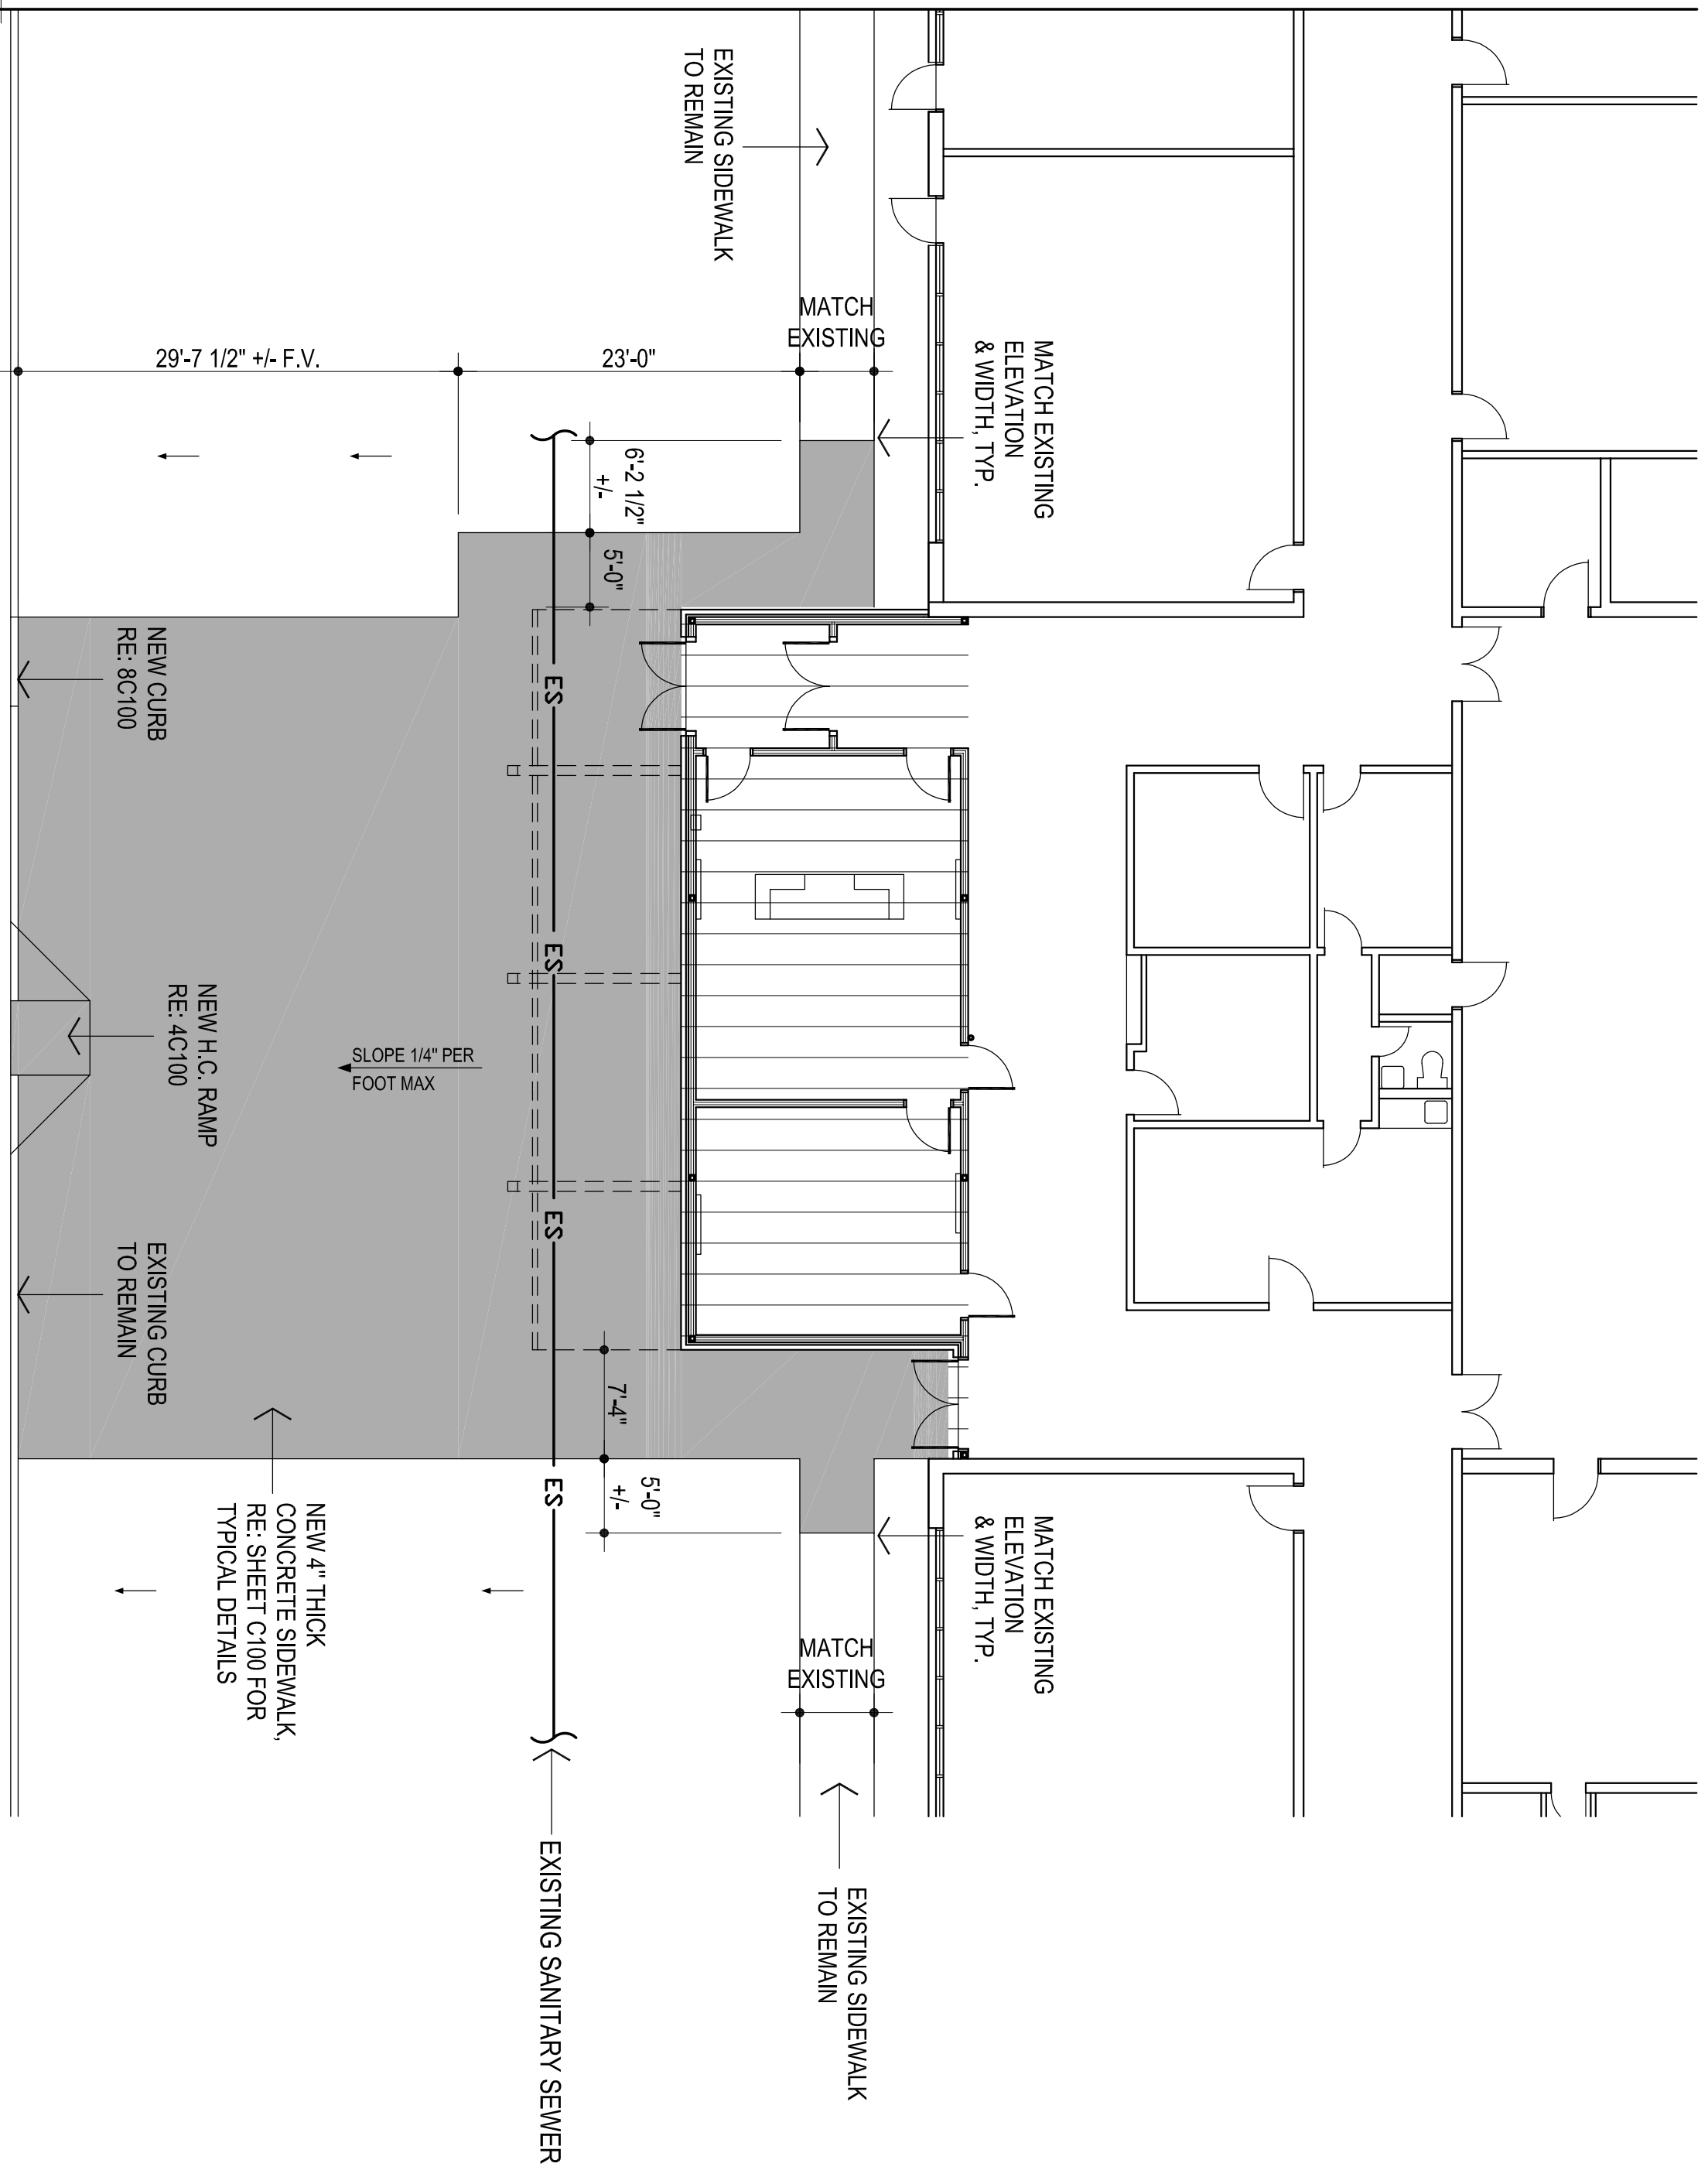 EXISTING SIDEWALK
TO REMAIN
MATCH
EXISTING
MATCH EXISTING
ELEVATION
& WIDTH, TYP.
29'-7 1/2" +/- F.V.
23'-0"
6'-2 1/2"
+/-
5'-0"
NEW CURB
RE: 8C100
ES
ES
ES
ES
NEW H.C. RAMP
RE: 4C100
SLOPE 1/4" PER
FOOT MAX
EXISTING CURB
TO REMAIN
7'-4"
5'-0"
+/-
NEW 4" THICK
CONCRETE SIDEWALK,
RE: SHEET C100 FOR
TYPICAL DETAILS
MATCH EXISTING
ELEVATION
& WIDTH, TYP.
MATCH
EXISTING
EXISTING SIDEWALK
TO REMAIN
EXISTING SANITARY SEWER